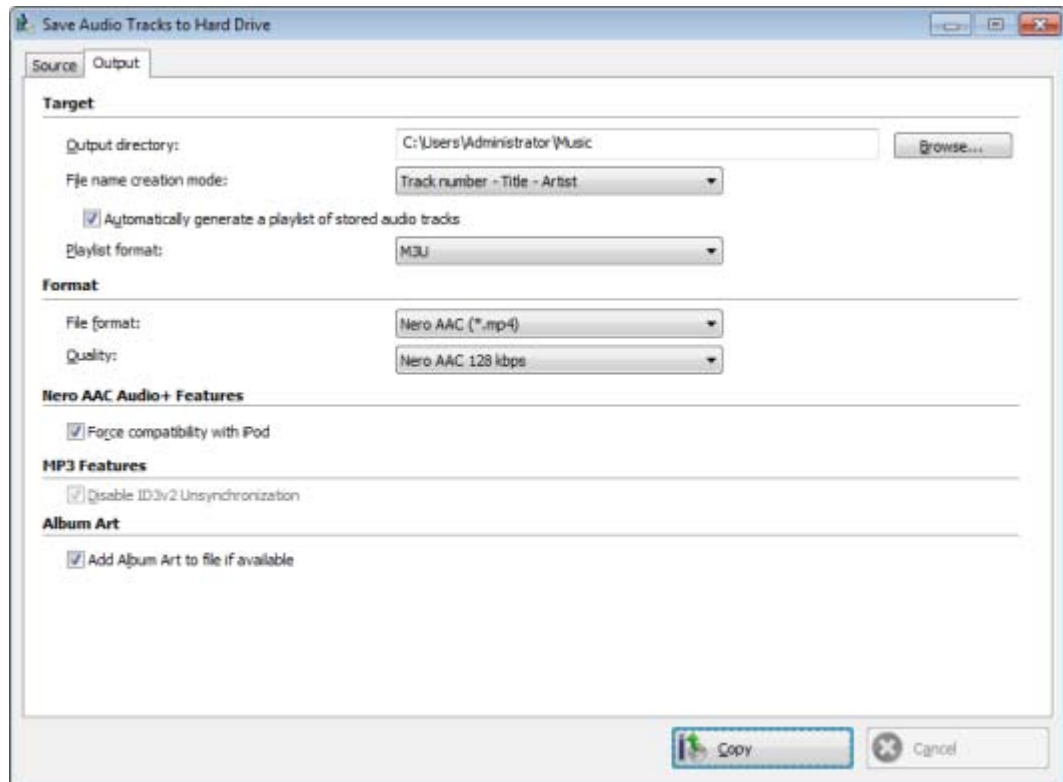 Save Audio Tracks to Hard Drive
Source
Output
Target
Output directory:
C:\Users\Administrator\Music
Browse...
File name creation mode:
Track number - Title - Artist
Automatically generate a playlist of stored audio tracks
Playlist format:
M3U
Format
File format:
Nero AAC (*.mp4)
Quality:
Nero AAC 128 kbps
Nero AAC Audio+ Features
Force compatibility with iPod
MP3 Features
Disable ID3v2 Unsynchronization
Album Art
Add Album Art to file if available
Copy
Cancel